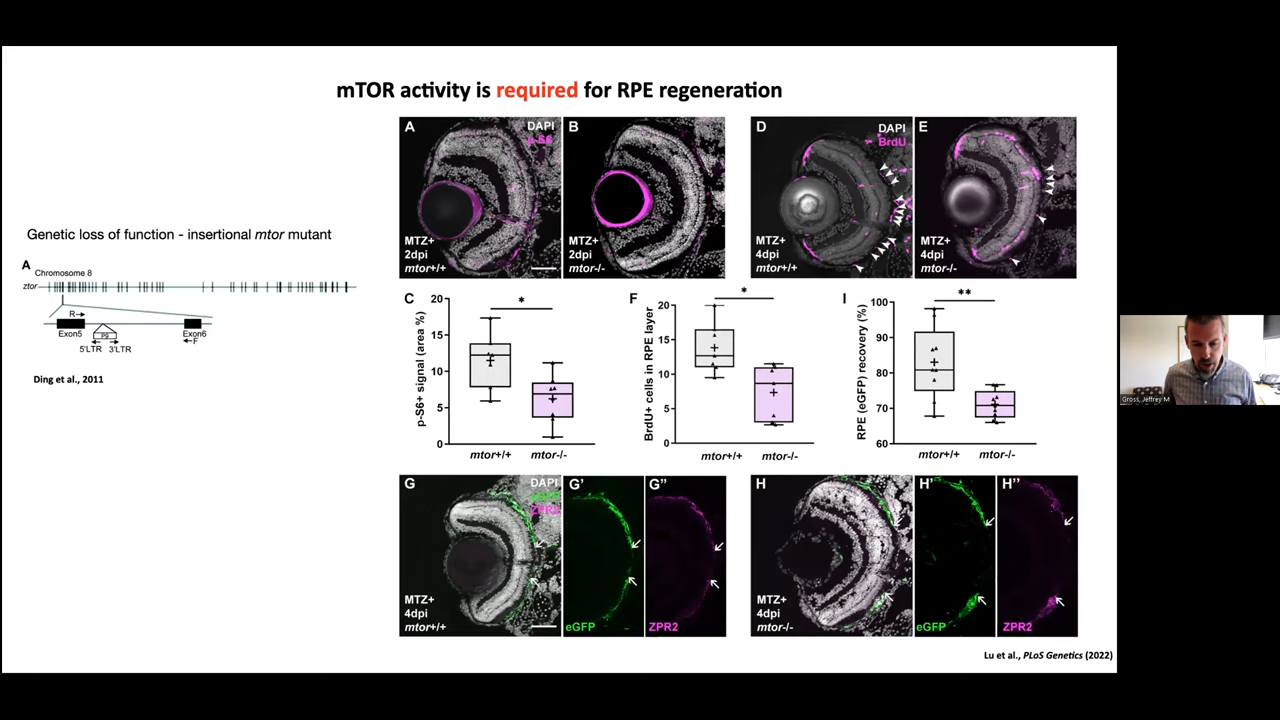 mTOR activity is required for RPE regeneration
Genetic loss of function - insertional mtor mutant
A
Chromosome 8
ztor
R
Exon5
Exon6
F
5'LTR
3'LTR
Ding et al., 2011
A
DAPI
p-S6
MTZ+
2dpi
mtor+/+
B
MTZ+
2dpi
mtor-/-
D
DAPI
BrdU
MTZ+
4dpi
mtor+/+
E
MTZ+
4dpi
mtor-/-
C
p-S6+ signal (area %)
20
15
10
5
0
*
mtor+/+
mtor-/-
F
BrdU+ cells in RPE layer
20
15
10
5
0
*
mtor+/+
mtor-/-
I
RPE (eGFP) recovery (%)
100
90
80
70
60
**
mtor+/+
mtor-/-
G
DAPI
eGFP
ZPR2
MTZ+
4dpi
mtor+/+
G'
eGFP
G''
ZPR2
H
MTZ+
4dpi
mtor-/-
H'
eGFP
H''
ZPR2
Lu et al., PLoS Genetics (2022)
Gross, Jeffrey M